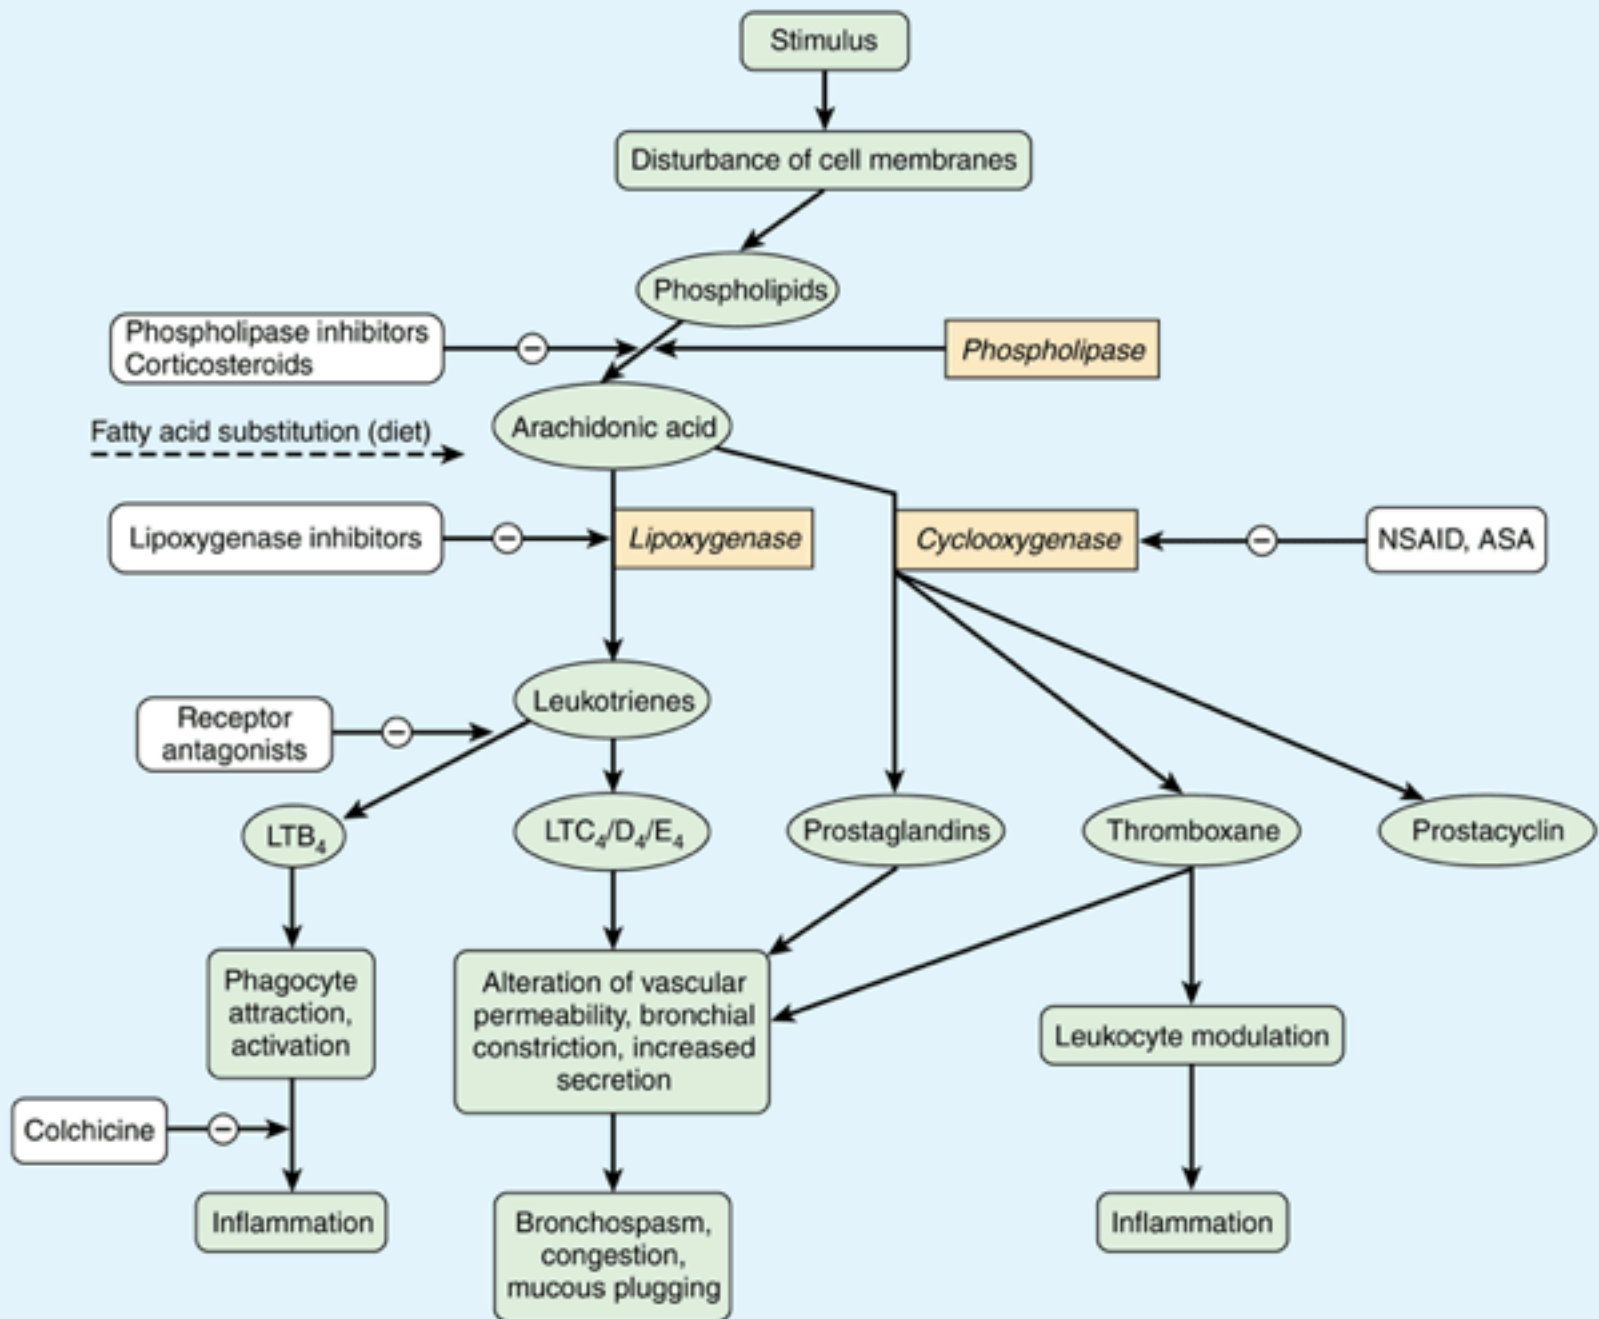 Stimulus
Disturbance of cell membranes
Phospholipids
Phospholipase inhibitors
Corticosteroids
−
Phospholipase
Arachidonic acid
Fatty acid substitution (diet)
Lipoxygenase inhibitors
−
Lipoxygenase
Cyclooxygenase
−
NSAID, ASA
Leukotrienes
Receptor
antagonists
−
LTB₄
LTC₄/D₄/E₄
Prostaglandins
Thromboxane
Prostacyclin
Phagocyte
attraction,
activation
Alteration of vascular
permeability, bronchial
constriction, increased
secretion
Leukocyte modulation
Colchicine
−
Inflammation
Bronchospasm,
congestion,
mucous plugging
Inflammation